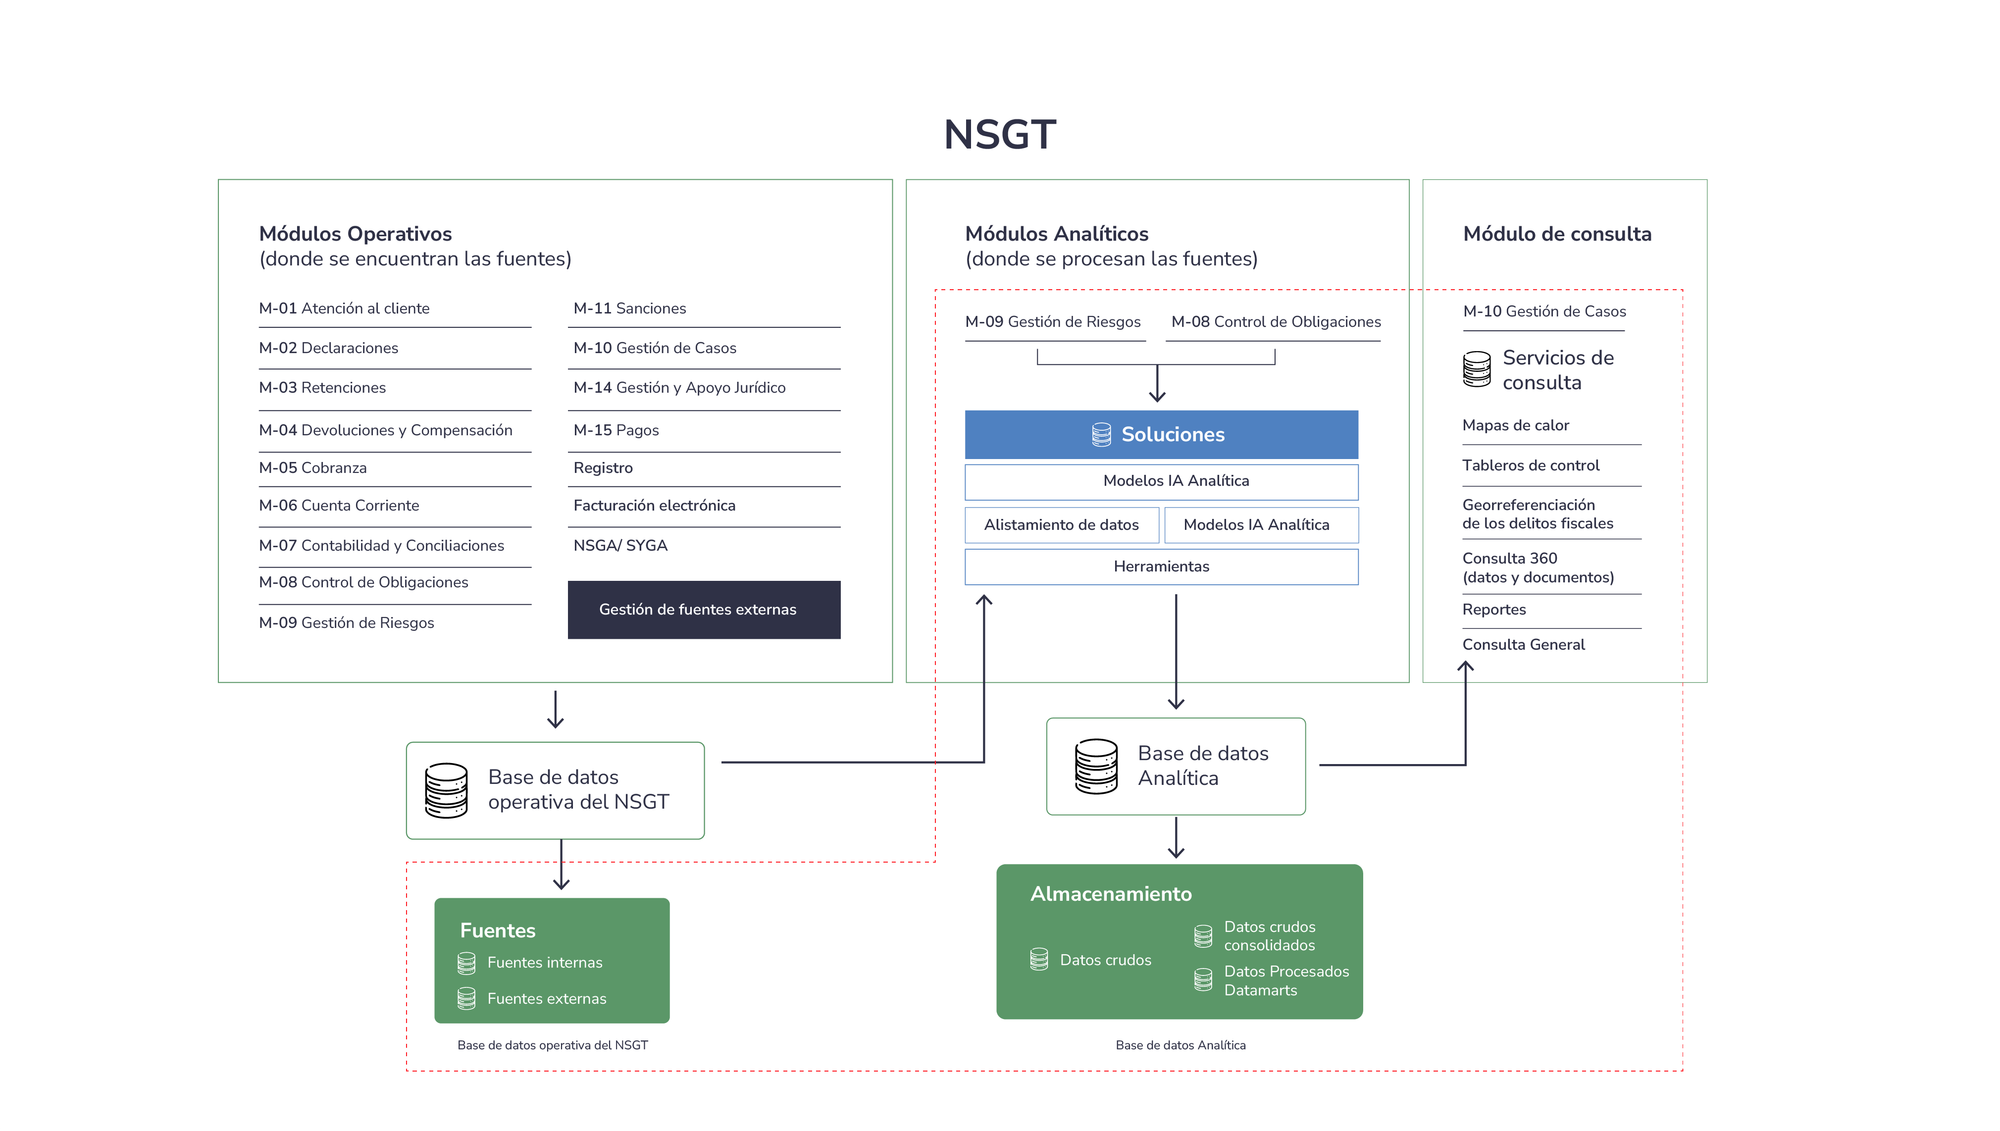 NSGT
Módulos Operativos
(donde se encuentran las fuentes)
M-01 Atención al cliente
M-02 Declaraciones
M-03 Retenciones
M-04 Devoluciones y Compensación
M-05 Cobranza
M-06 Cuenta Corriente
M-07 Contabilidad y Conciliaciones
M-08 Control de Obligaciones
M-09 Gestión de Riesgos
M-11 Sanciones
M-10 Gestión de Casos
M-14 Gestión y Apoyo Jurídico
M-15 Pagos
Registro
Facturación electrónica
NSGA/ SYGA
Gestión de fuentes externas
Módulos Analíticos
(donde se procesan las fuentes)
M-09 Gestión de Riesgos
M-08 Control de Obligaciones
Soluciones
Modelos IA Analítica
Alistamiento de datos
Modelos IA Analítica
Herramientas
Módulo de consulta
M-10 Gestión de Casos
Servicios de
consulta
Mapas de calor
Tableros de control
Georreferenciación
de los delitos fiscales
Consulta 360
(datos y documentos)
Reportes
Consulta General
Base de datos
operativa del NSGT
Base de datos
Analítica
Fuentes
Fuentes internas
Fuentes externas
Base de datos operativa del NSGT
Almacenamiento
Datos crudos
Datos crudos
consolidados
Datos Procesados
Datamarts
Base de datos Analítica